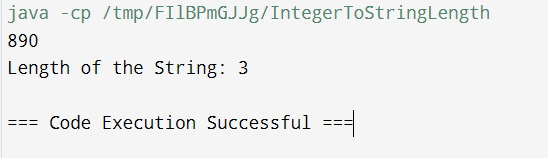 java -cp /tmp/FIlBPmGJJg/IntegerToStringLength
890
Length of the String: 3
=== Code Execution Successful ===